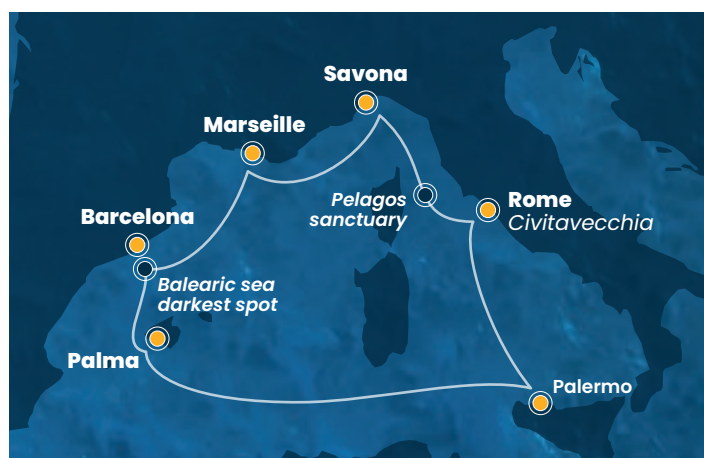 Savona
Marseille
Pelagos
sanctuary
Rome
Civitavecchia
Barcelona
Balearic sea
darkest spot
Palma
Palermo